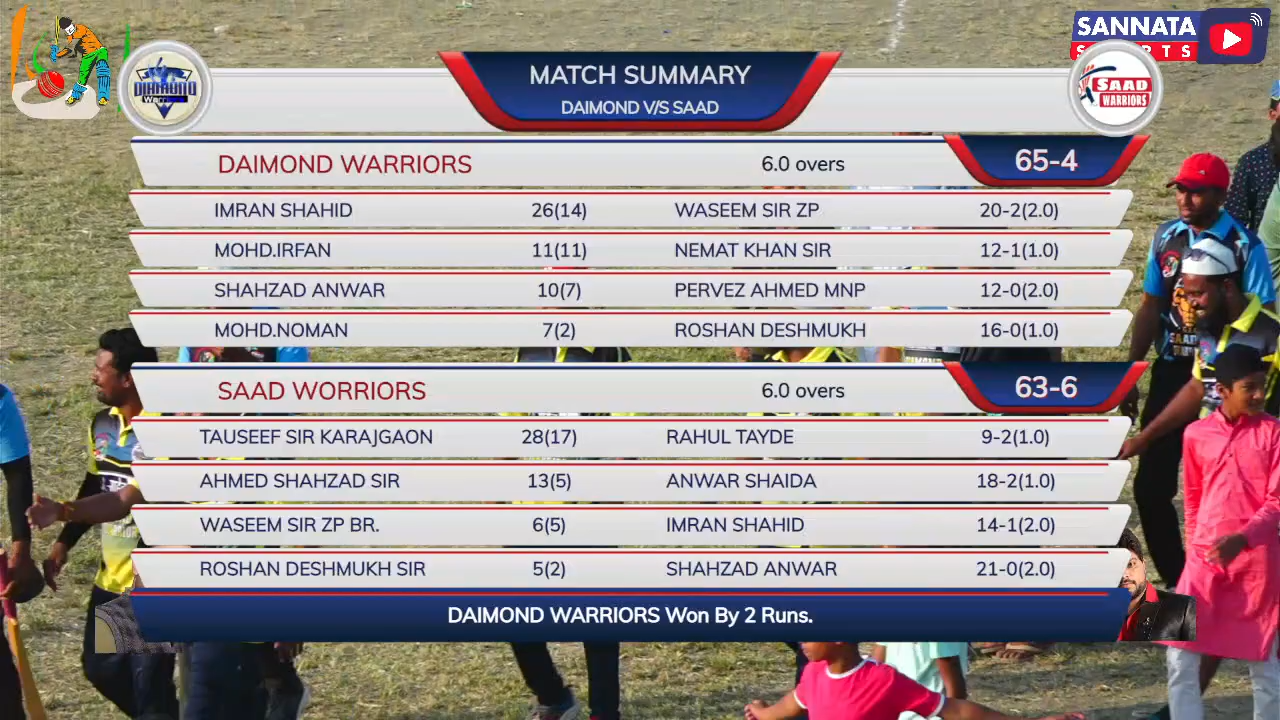 SANNATA
SPORTS
DIAMOND
Warriors
SAAD
WARRIORS
MATCH SUMMARY
DAIMOND V/S SAAD
DAIMOND WARRIORS 6.0 overs 65-4
IMRAN SHAHID 26(14) WASEEM SIR ZP 20-2(2.0)
MOHD.IRFAN 11(11) NEMAT KHAN SIR 12-1(1.0)
SHAHZAD ANWAR 10(7) PERVEZ AHMED MNP 12-0(2.0)
MOHD.NOMAN 7(2) ROSHAN DESHMUKH 16-0(1.0)
SAAD WORRIORS 6.0 overs 63-6
TAUSEEF SIR KARAJGAON 28(17) RAHUL TAYDE 9-2(1.0)
AHMED SHAHZAD SIR 13(5) ANWAR SHAIDA 18-2(1.0)
WASEEM SIR ZP BR. 6(5) IMRAN SHAHID 14-1(2.0)
ROSHAN DESHMUKH SIR 5(2) SHAHZAD ANWAR 21-0(2.0)
DAIMOND WARRIORS Won By 2 Runs.